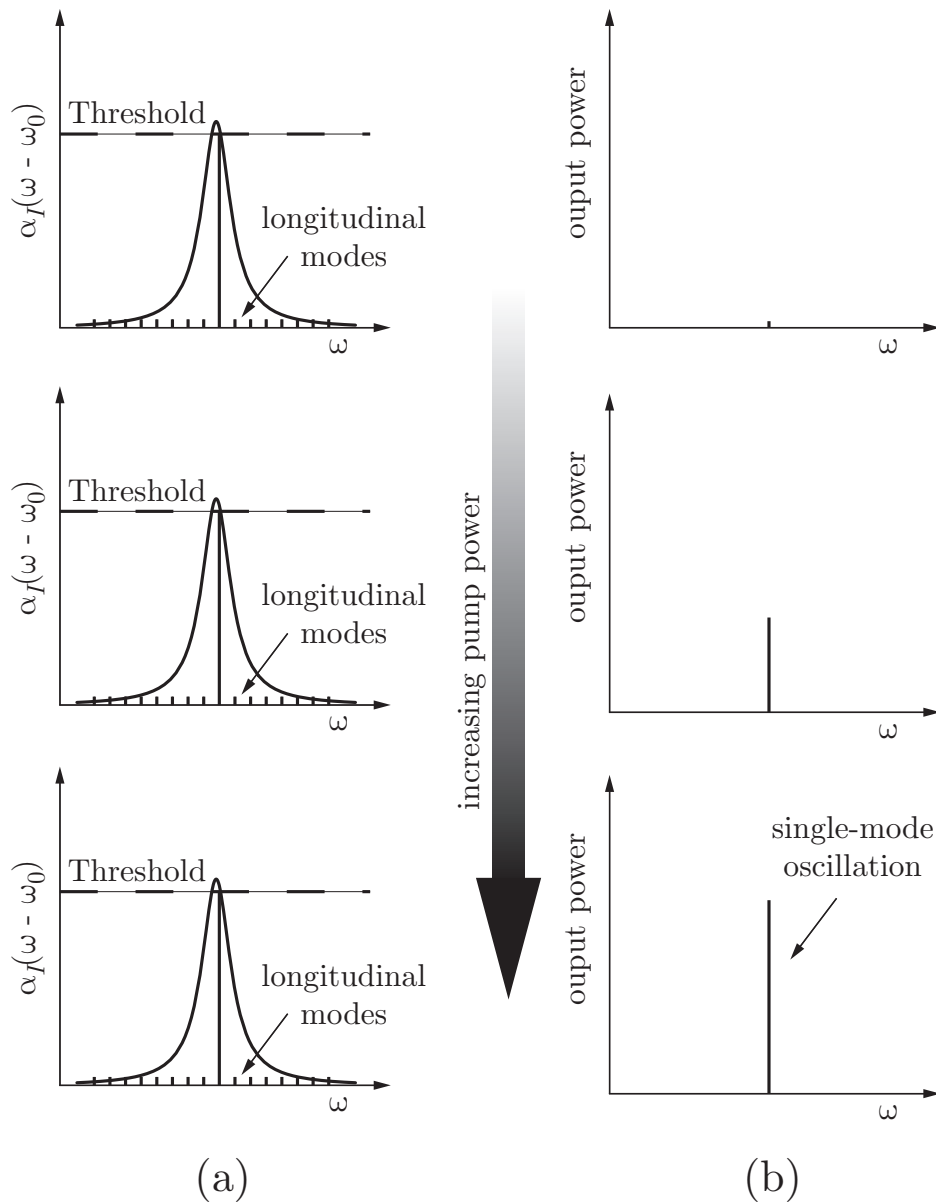 α_I(ω - ω_0)
Threshold
longitudinal
modes
ω
ouput power
ω
α_I(ω - ω_0)
Threshold
longitudinal
modes
ω
increasing pump power
ouput power
ω
α_I(ω - ω_0)
Threshold
longitudinal
modes
ω
ouput power
single-mode
oscillation
ω
(a)
(b)